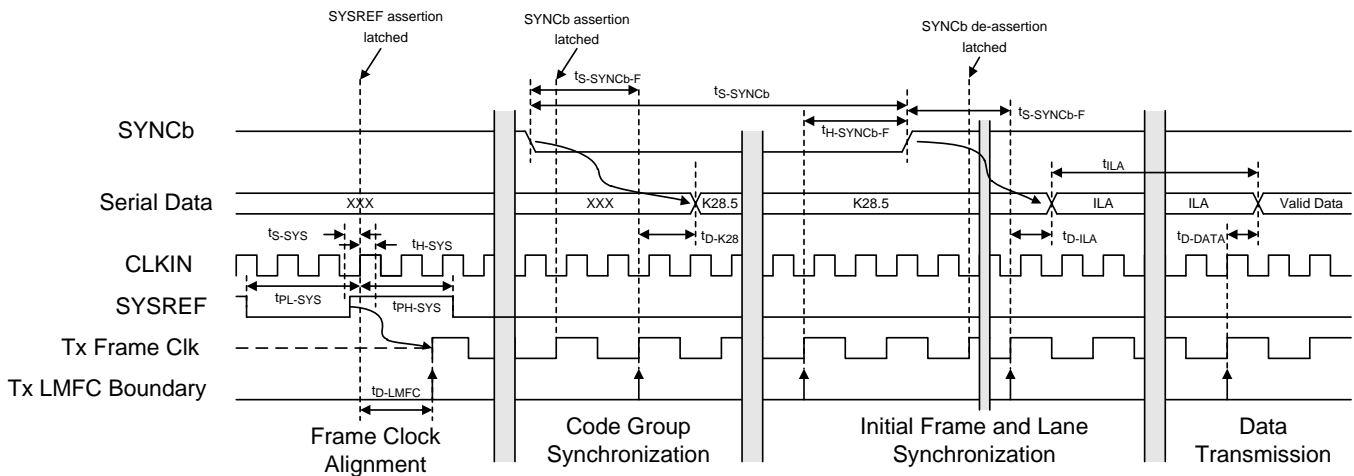 SYSREF assertion
latched
SYNCb assertion
latched
SYNCb de-assertion
latched
tS-SYNCb-F
tS-SYNCb
tS-SYNCb-F
tH-SYNCb-F
SYNCb
tILA
Serial Data
XXX
XXX
K28.5
K28.5
ILA
ILA
Valid Data
tS-SYS
tH-SYS
tD-K28
tD-ILA
tD-DATA
CLKIN
tPL-SYS
tPH-SYS
SYSREF
Tx Frame Clk
Tx LMFC Boundary
tD-LMFC
Frame Clock
Alignment
Code Group
Synchronization
Initial Frame and Lane
Synchronization
Data
Transmission